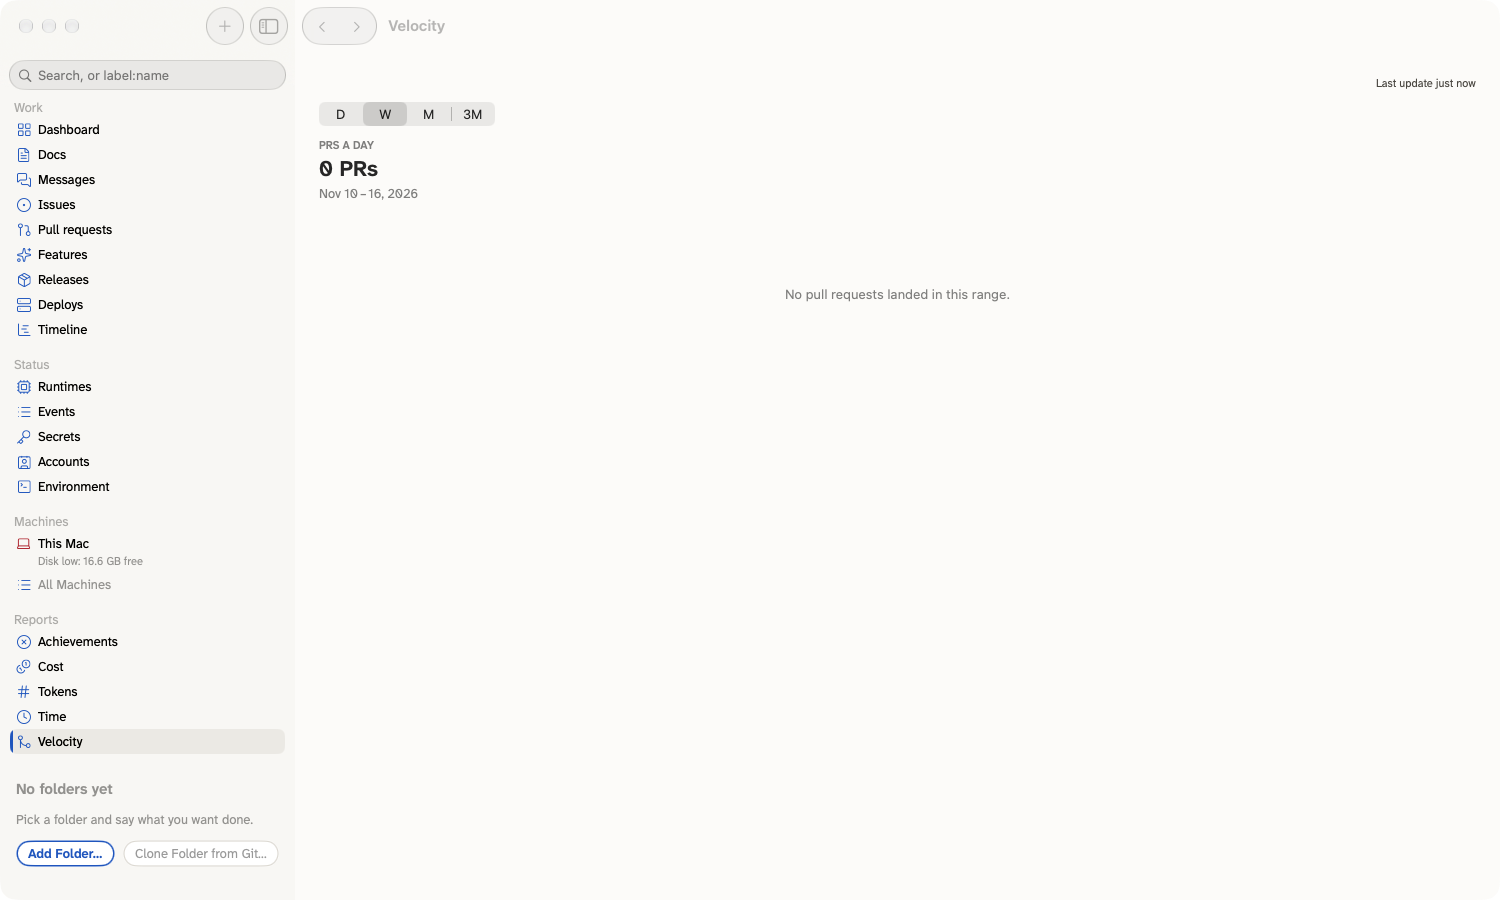 Velocity
Search, or label:name
Last update just now
Work
Dashboard
Docs
Messages
Issues
Pull requests
Features
Releases
Deploys
Timeline
Status
Runtimes
Events
Secrets
Accounts
Environment
Machines
This Mac
Disk low: 16.6 GB free
All Machines
Reports
Achievements
Cost
Tokens
Time
Velocity
No folders yet
Pick a folder and say what you want done.
Add Folder...
Clone Folder from Git...
D W M 3M
PRS A DAY
0 PRs
Nov 10 – 16, 2026
No pull requests landed in this range.